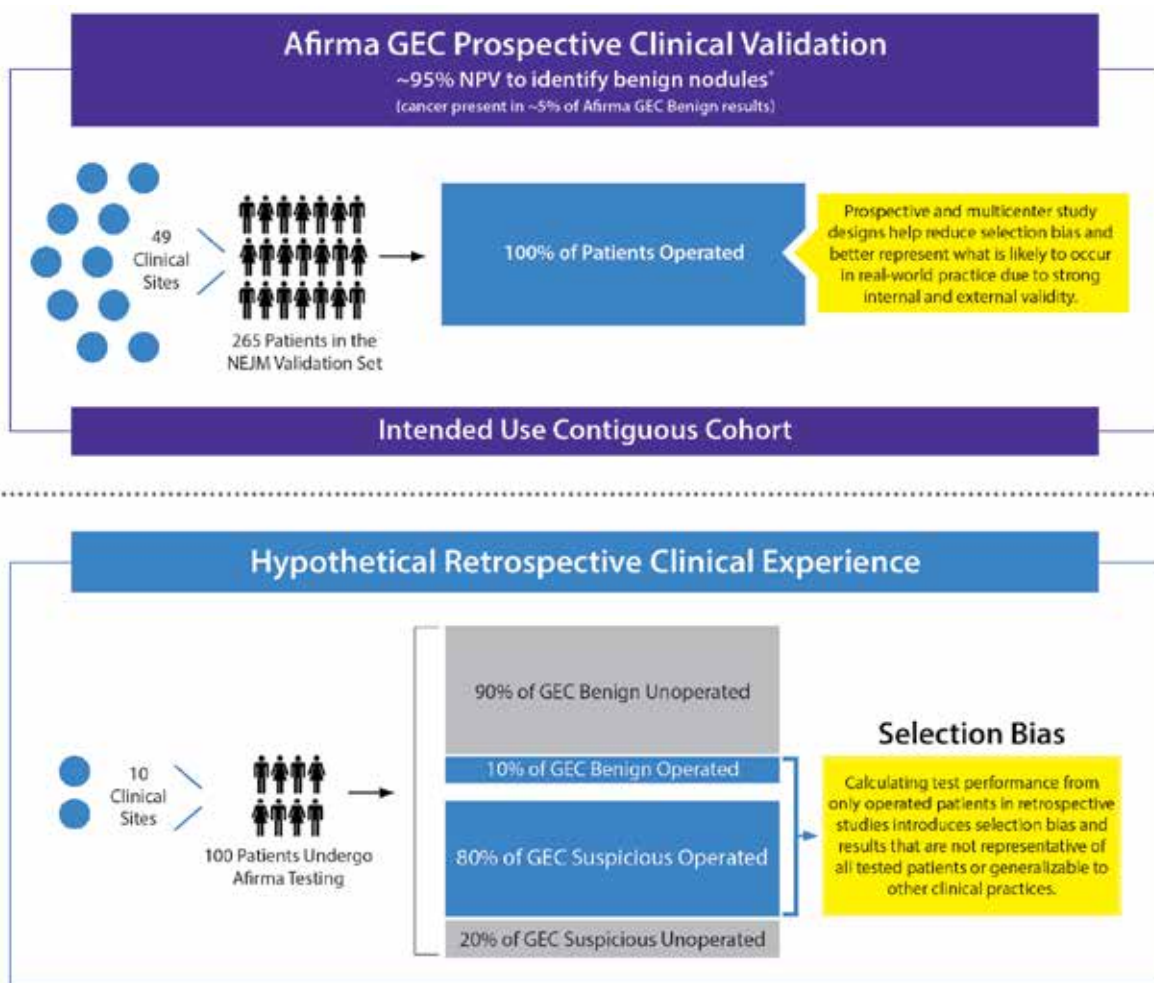 Afirma GEC Prospective Clinical Validation
~95% NPV to identify benign nodules*
(cancer present in ~5% of Afirma GEC Benign results)
49
Clinical
Sites
265 Patients in the
NEJM Validation Set
100% of Patients Operated
Prospective and multicenter study
designs help reduce selection bias and
better represent what is likely to occur
in real-world practice due to strong
internal and external validity.
Intended Use Contiguous Cohort
Hypothetical Retrospective Clinical Experience
10
Clinical
Sites
100 Patients Undergo
Afirma Testing
90% of GEC Benign Unoperated
10% of GEC Benign Operated
80% of GEC Suspicious Operated
20% of GEC Suspicious Unoperated
Selection Bias
Calculating test performance from
only operated patients in retrospective
studies introduces selection bias and
results that are not representative of
all tested patients or generalizable to
other clinical practices.